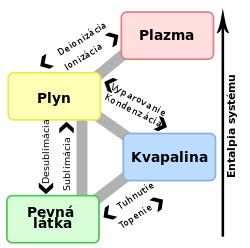 Plazma
Deionizácia
Ionizácia
Plyn
Vyparovanie
Kondenzácia
Entalpia systému
Desublimácia
Sublimácia
Kvapalina
Pevná
látka
Tuhnutie
Topenie